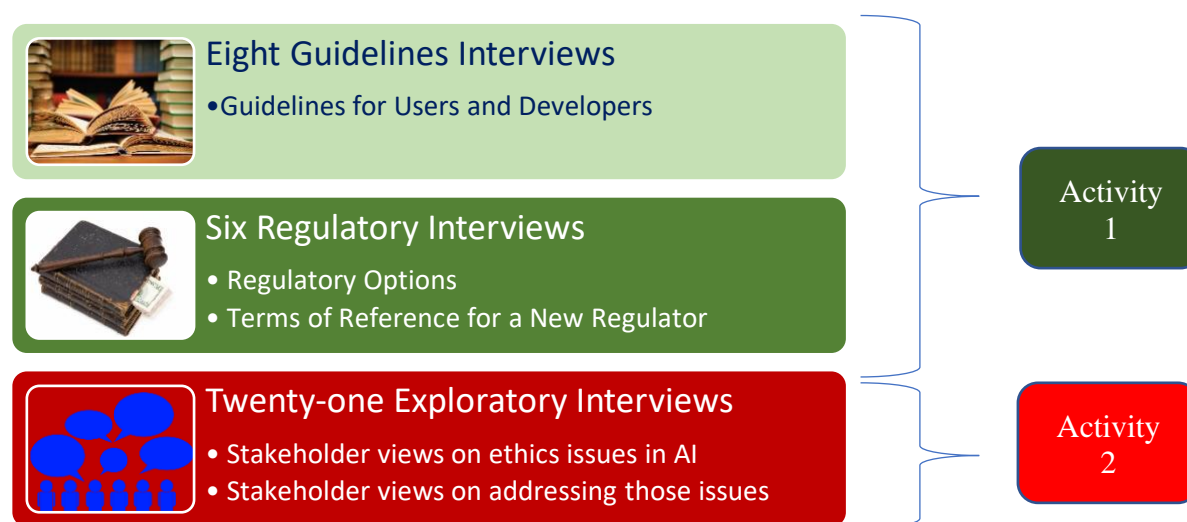 Eight Guidelines Interviews
•Guidelines for Users and Developers
Six Regulatory Interviews
• Regulatory Options
• Terms of Reference for a New Regulator
Twenty-one Exploratory Interviews
• Stakeholder views on ethics issues in AI
• Stakeholder views on addressing those issues
Activity
1
Activity
2